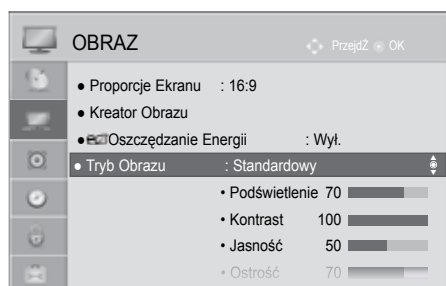 OBRAZ
PrzejdŹ OK
• Proporcje Ekranu : 16:9
• Kreator Obrazu
• Oszczędzanie Energii : Wył.
• Tryb Obrazu : Standardowy
• Podświetlenie 70
• Kontrast 100
• Jasność 50
• Ostrość 70